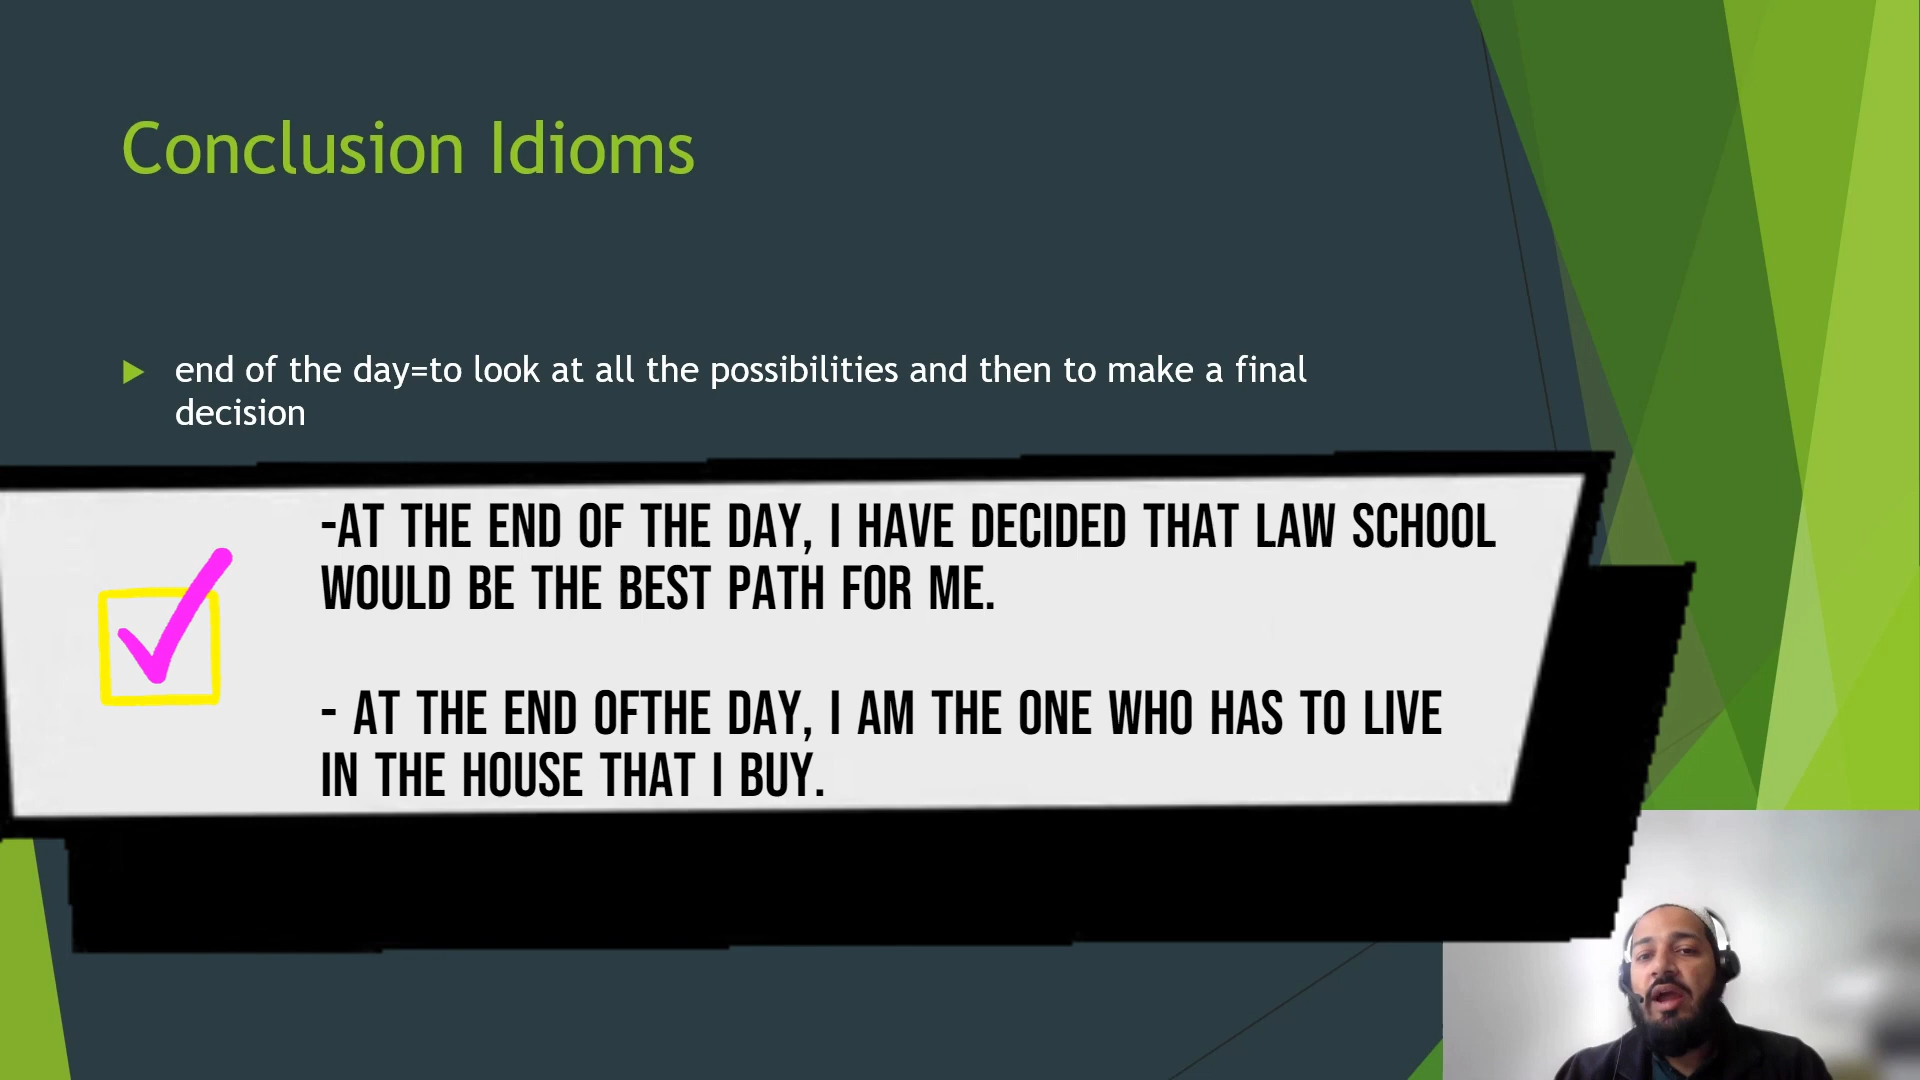 Conclusion Idioms
end of the day=to look at all the possibilities and then to make a final
decision
-AT THE END OF THE DAY, I HAVE DECIDED THAT LAW SCHOOL
WOULD BE THE BEST PATH FOR ME.
- AT THE END OFTHE DAY, I AM THE ONE WHO HAS TO LIVE
IN THE HOUSE THAT I BUY.